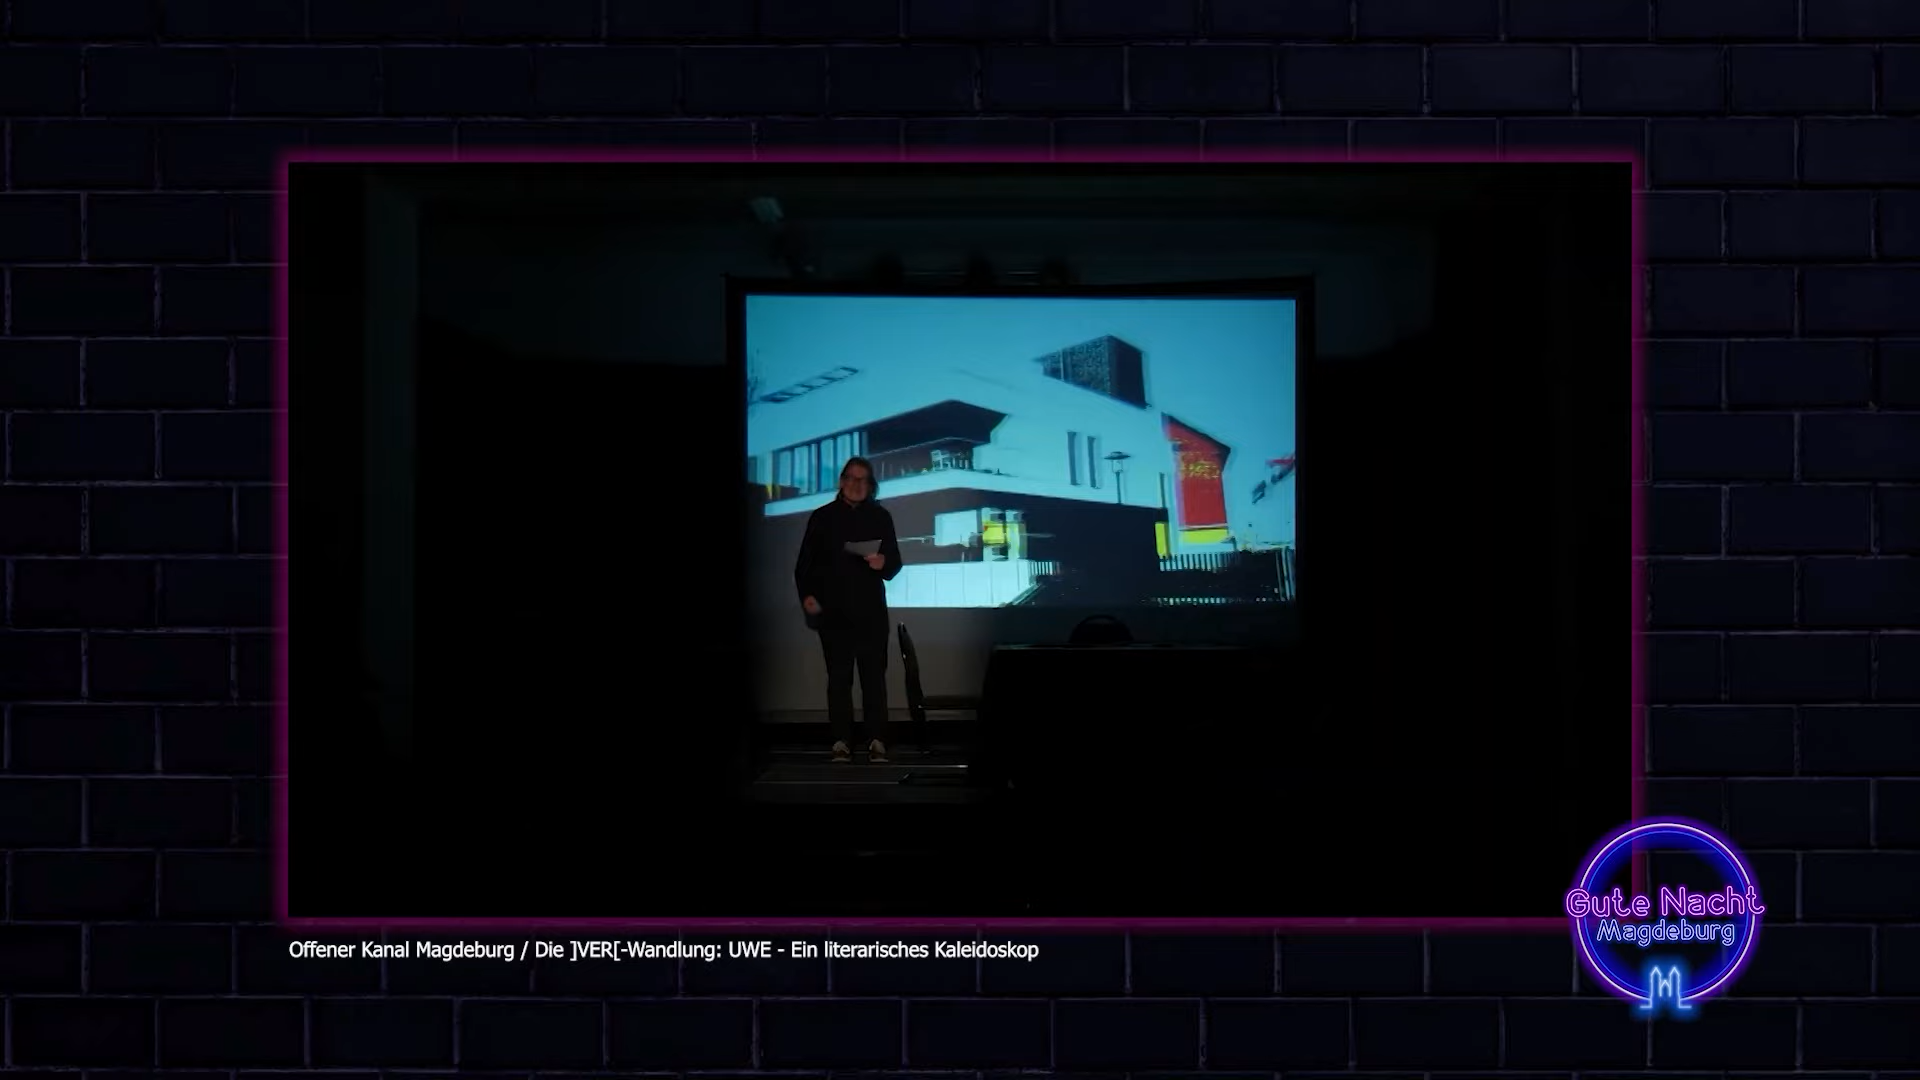 Gute Nacht
Magdeburg
Offener Kanal Magdeburg / Die ]VER[-Wandlung: UWE - Ein literarisches Kaleidoskop